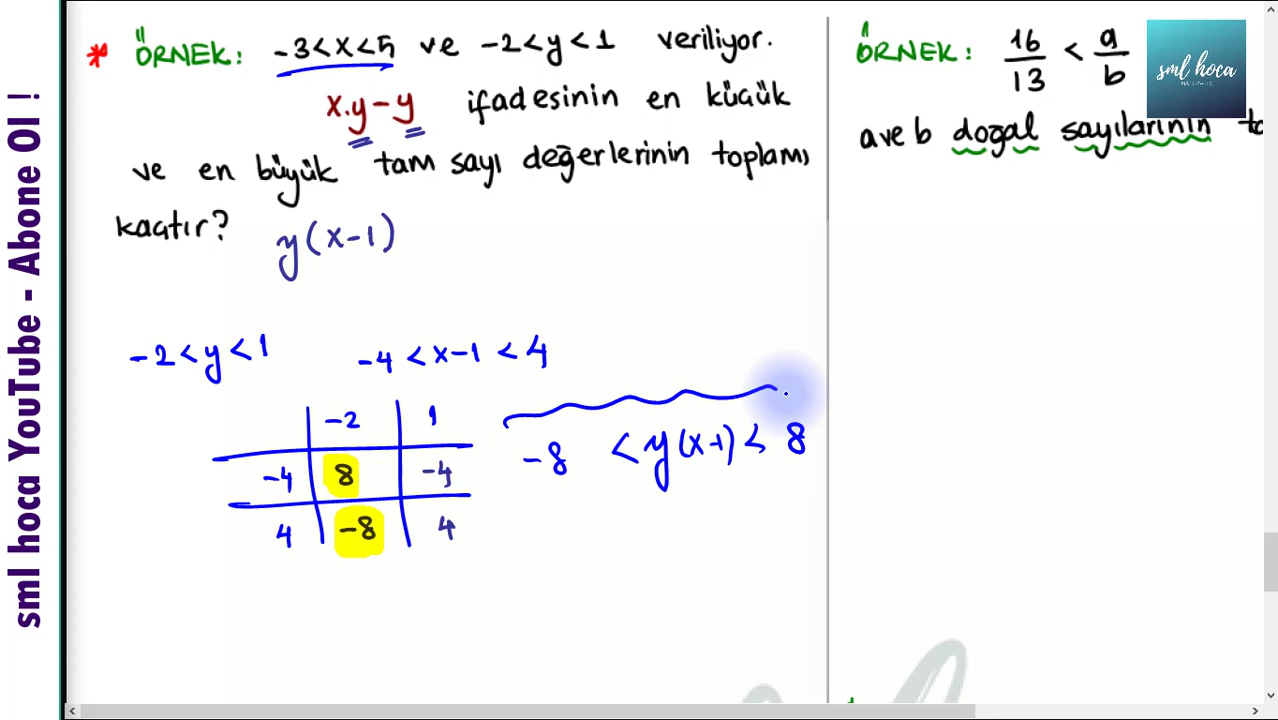 sml hoca YouTube - Abone Ol !
* ÖRNEK: -3<x<5 ve -2<y<1 veriliyor.
x.y-y ifadesinin en küçük
ve en büyük tam sayı değerlerinin toplamı
kaçtır? y(x-1)
-2<y<1 -4<x-1<4
-2 1
-4 8 -4
4 -8 4
-8 <y(x-1)< 8
ÖRNEK: 16/13 < a/b
a ve b doğal sayılarının
sml hoca